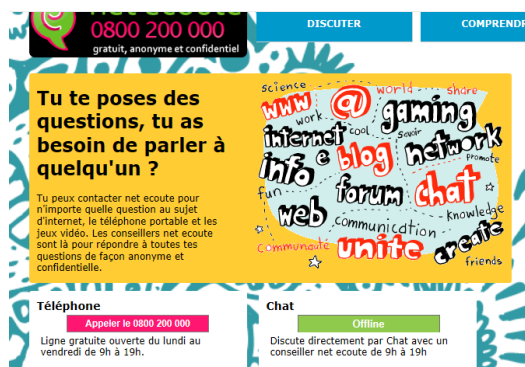 net ecoute
0800 200 000
gratuit, anonyme et confidentiel
DISCUTER
COMPRENDR
Tu te poses des
questions, tu as
besoin de parler à
quelqu'un ?
Tu peux contacter net ecoute pour
n'importe quelle question au sujet
d'internet, le téléphone portable et les
jeux vidéo. Les conseillers net ecoute
sont là pour répondre à toutes tes
questions de façon anonyme et
confidentielle.
science world share
www @ gaming
work
internet cool savoir network
info e blog promote
fun forum chat
web communication knowledge
communauté unite create
friends
Téléphone
Appeler le 0800 200 000
Ligne gratuite ouverte du lundi au
vendredi de 9h à 19h.
Chat
Offline
Discute directement par Chat avec un
conseiller net ecoute de 9h à 19h